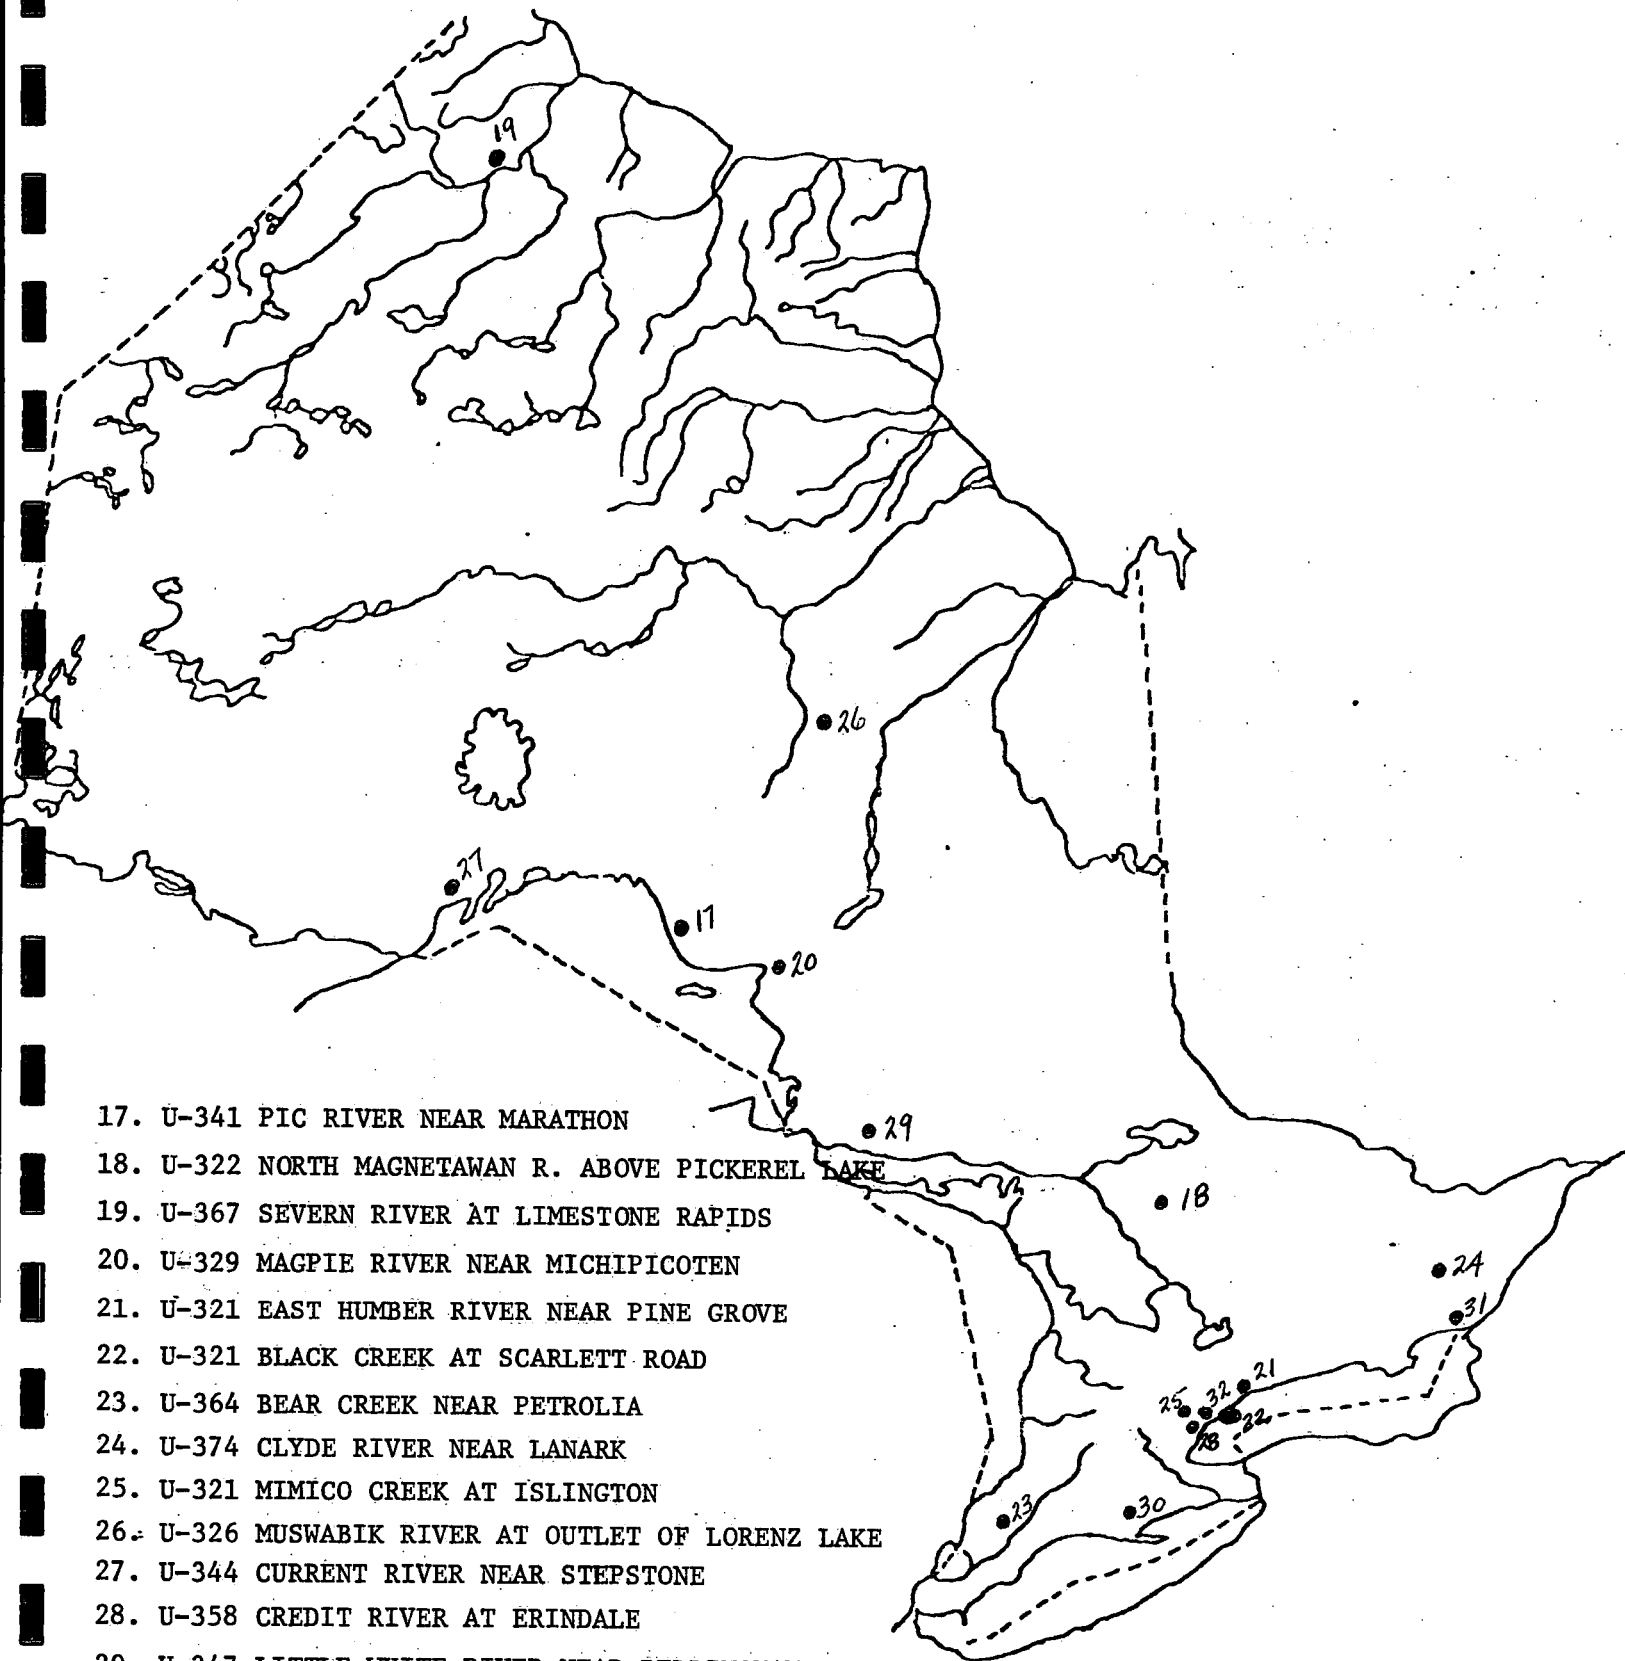 19
26
27
17
20
29
18
24
31
21
25
32
22
28
23
30
17. U-341 PIC RIVER NEAR MARATHON
18. U-322 NORTH MAGNETAWAN R. ABOVE PICKEREL LAKE
19. U-367 SEVERN RIVER AT LIMESTONE RAPIDS
20. U-329 MAGPIE RIVER NEAR MICHIPICOTEN
21. U-321 EAST HUMBER RIVER NEAR PINE GROVE
22. U-321 BLACK CREEK AT SCARLETT ROAD
23. U-364 BEAR CREEK NEAR PETROLIA
24. U-374 CLYDE RIVER NEAR LANARK
25. U-321 MIMICO CREEK AT ISLINGTON
26. U-326 MUSWABIK RIVER AT OUTLET OF LORENZ LAKE
27. U-344 CURRENT RIVER NEAR STEPSTONE
28. U-358 CREDIT RIVER AT ERINDALE